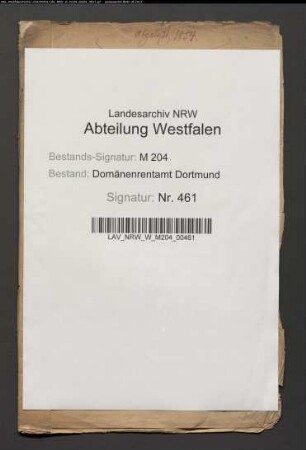 Landesarchiv NRW
Abteilung Westfalen
Bestands-Signatur: M 204
Bestand: Domänenrentamt Dortmund
Signatur: Nr. 461
LAV_NRW_W_M204_00461